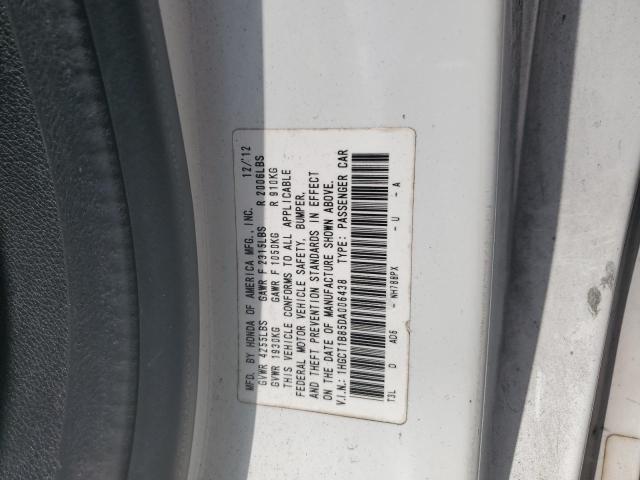 MFD. BY HONDA OF AMERICA MFG., INC. 12/'12
GVWR 4255LBS GAWR F 2315LBS R 2006LBS
GVWR 1930KG GAWR F 1050KG R 910KG
THIS VEHICLE CONFORMS TO ALL APPLICABLE
FEDERAL MOTOR VEHICLE SAFETY, BUMPER,
AND THEFT PREVENTION STANDARDS IN EFFECT
ON THE DATE OF MANUFACTURE SHOWN ABOVE.
V.I.N.: 1HGCT1B85DA006438 TYPE: PASSENGER CAR
T3L D AD6 - NH788PX - U - A